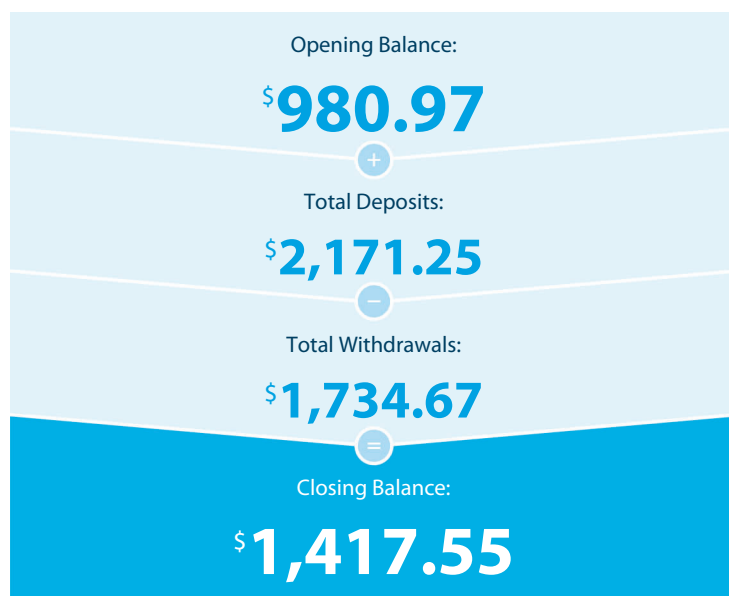 Opening Balance:
$980.97
+
Total Deposits:
$2,171.25
−
Total Withdrawals:
$1,734.67
=
Closing Balance:
$1,417.55